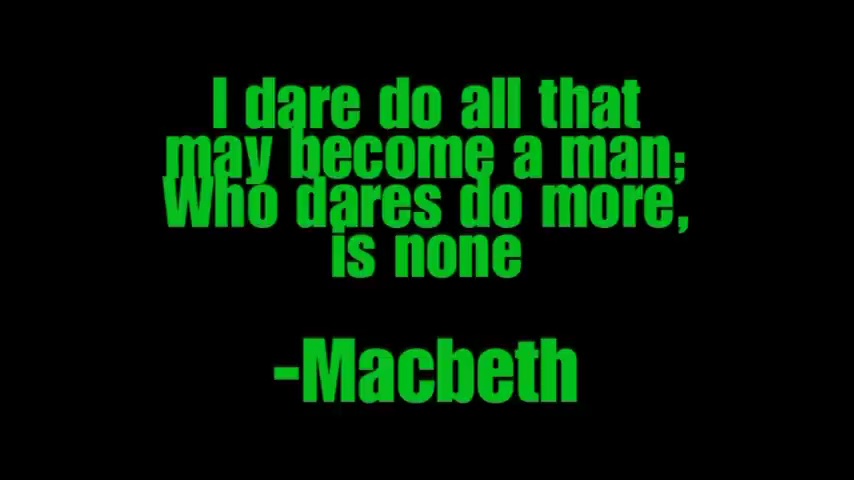 I dare do all that
may become a man;
Who dares do more,
is none
-Macbeth